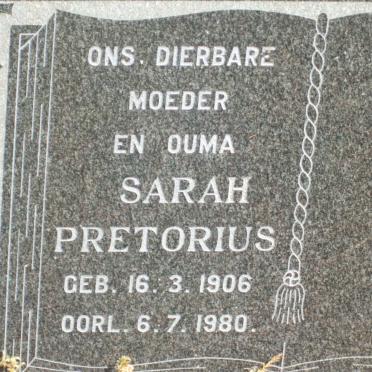 ONS. DIERBARE
MOEDER
EN OUMA
SARAH
PRETORIUS
GEB. 16. 3. 1906
OORL. 6. 7. 1980.